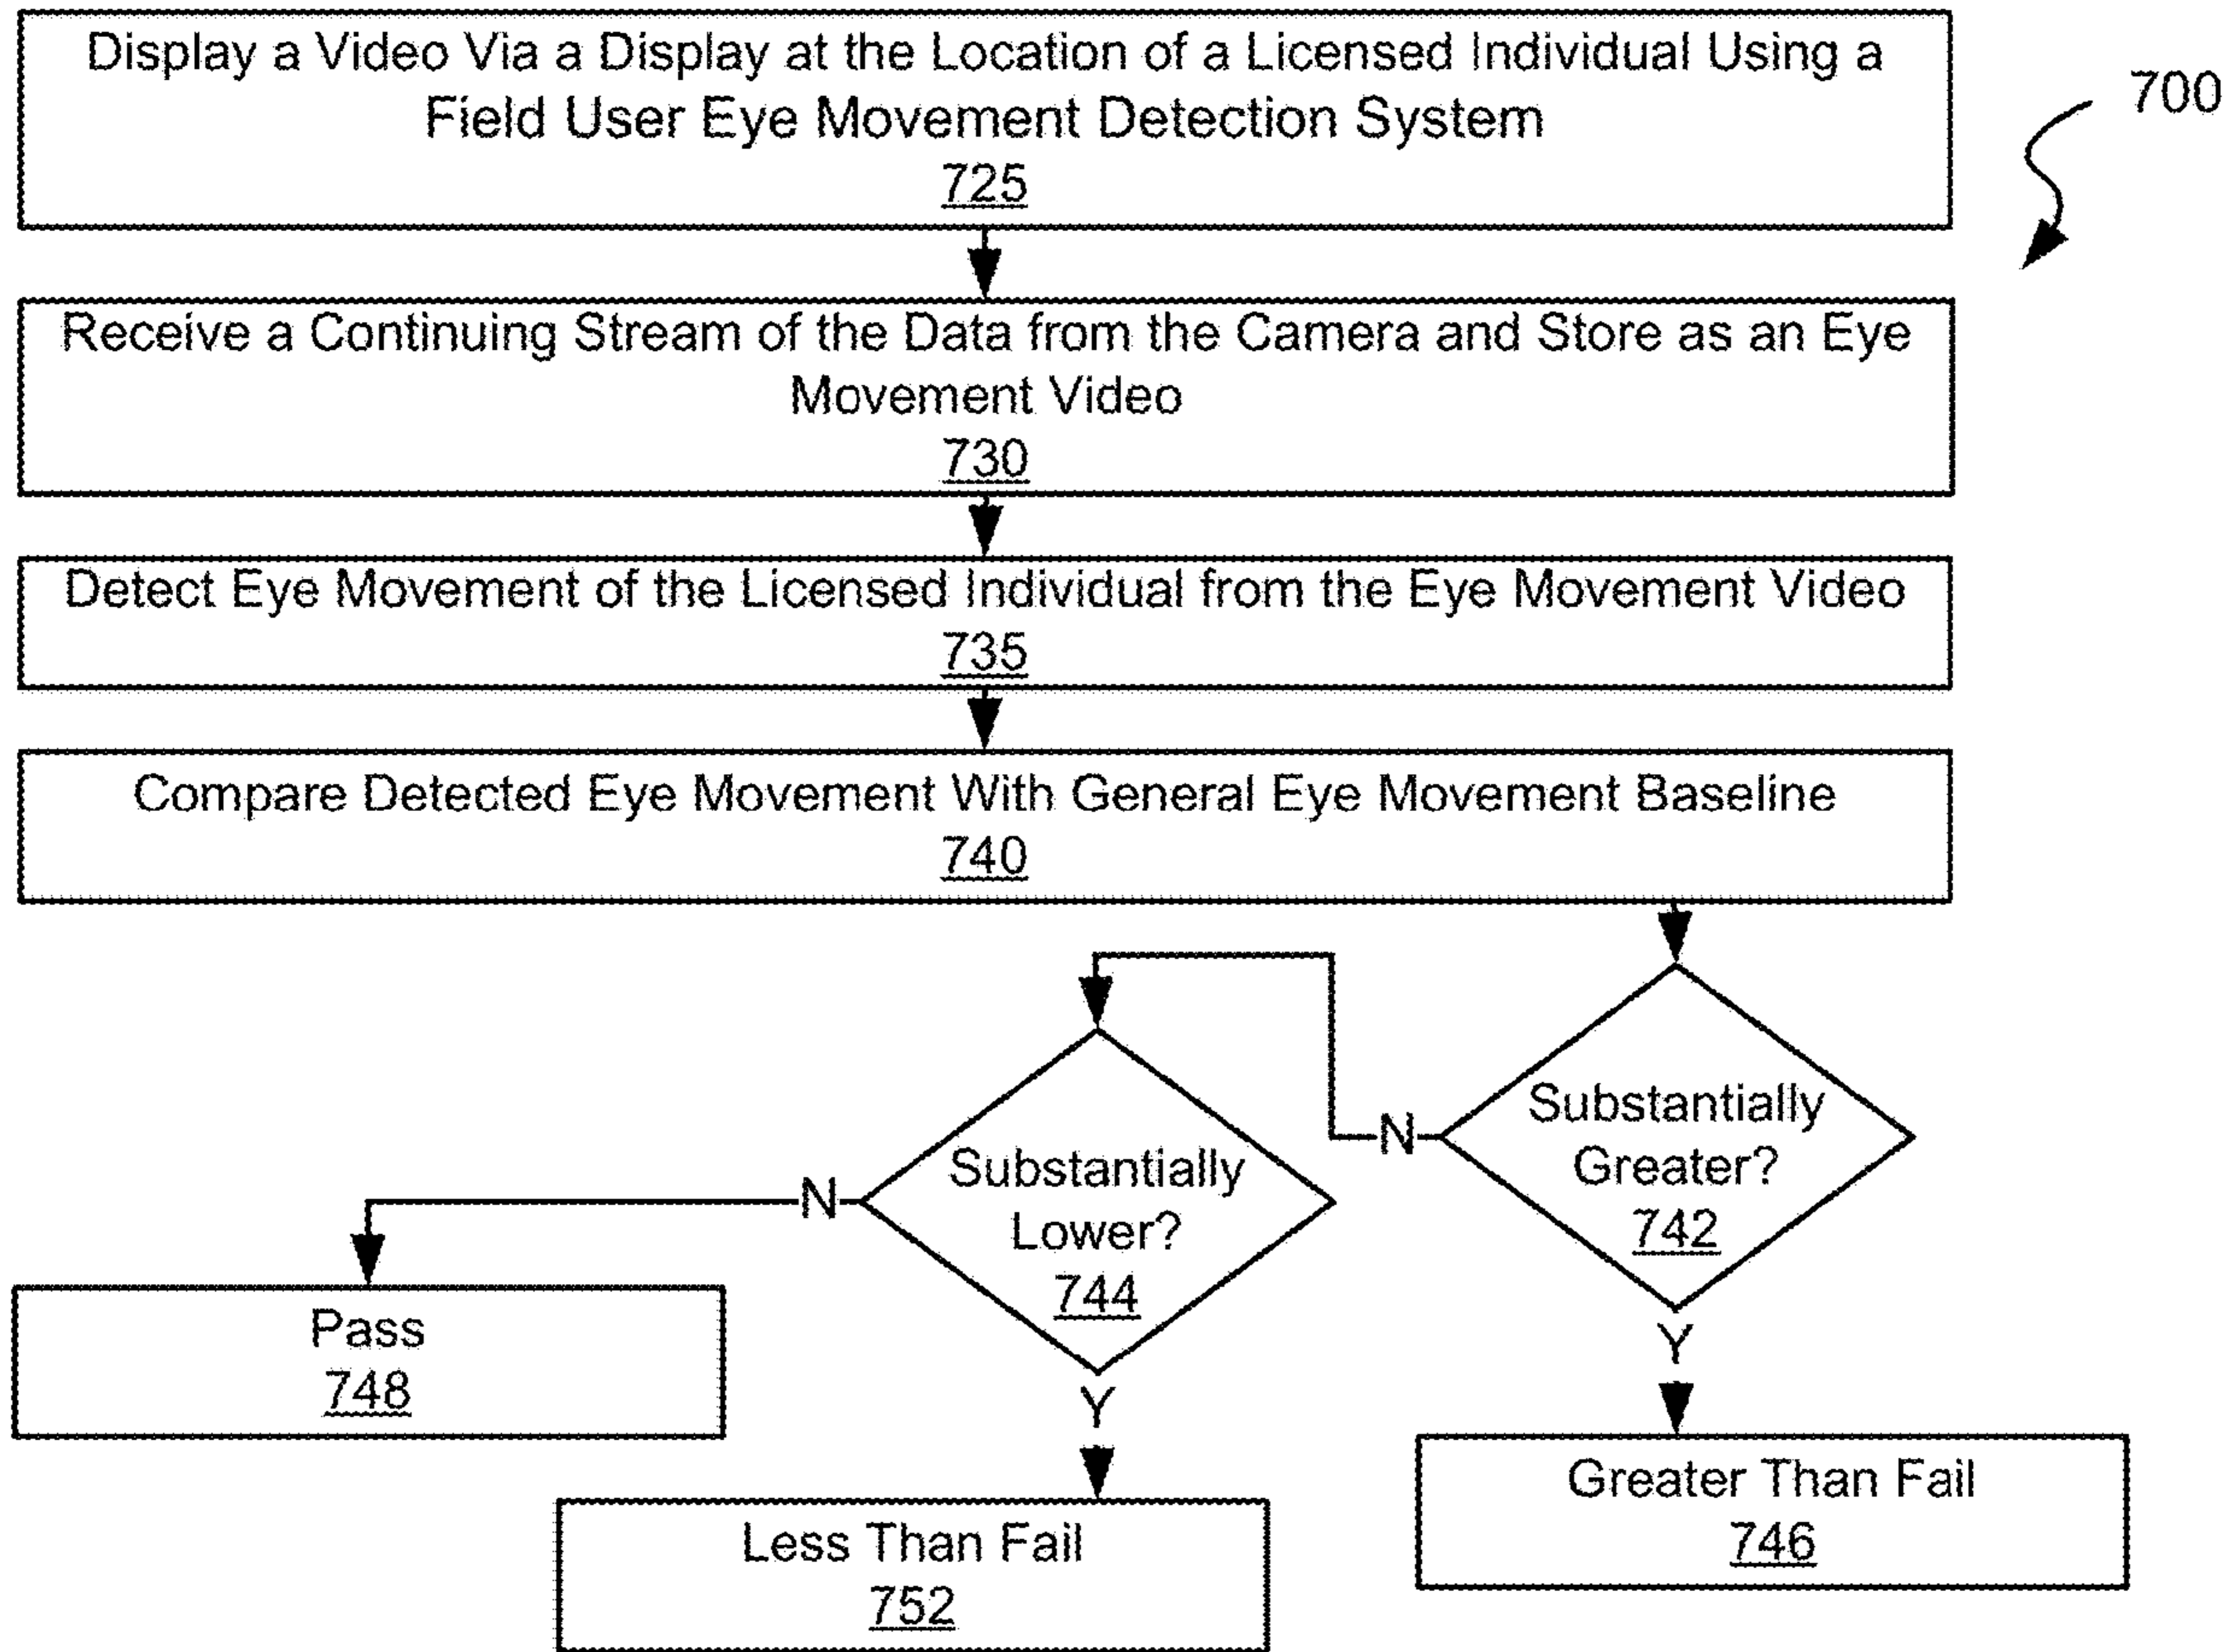 Display a Video Via a Display at the Location of a Licensed Individual Using a
Field User Eye Movement Detection System
725
700
Receive a Continuing Stream of the Data from the Camera and Store as an Eye
Movement Video
730
Detect Eye Movement of the Licensed Individual from the Eye Movement Video
735
Compare Detected Eye Movement With General Eye Movement Baseline
740
Substantially
Greater?
742
N
Y
Substantially
Lower?
744
N
Y
Pass
748
Greater Than Fail
746
Less Than Fail
752